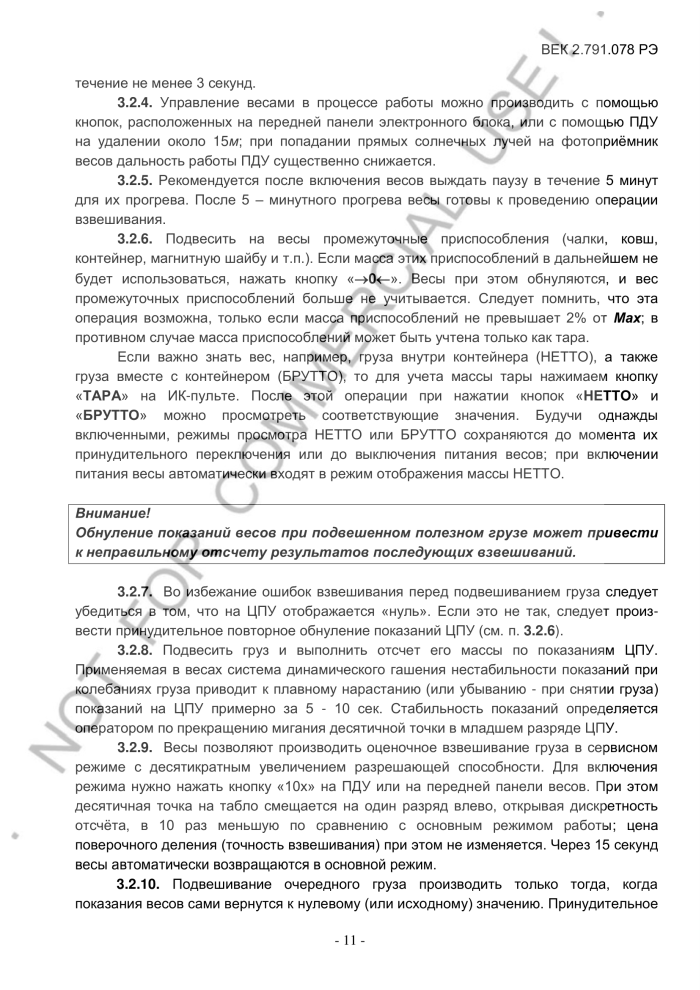 ВЕК 2.791.078 РЭ
течение не менее 3 секунд.
3.2.4. Управление весами в процессе работы можно производить с помощью
кнопок, расположенных на передней панели электронного блока, или с помощью ПДУ
на удалении около 15м; при попадании прямых солнечных лучей на фотоприёмник
весов дальность работы ПДУ существенно снижается.
3.2.5. Рекомендуется после включения весов выждать паузу в течение 5 минут
для их прогрева. После 5 – минутного прогрева весы готовы к проведению операции
взвешивания.
3.2.6. Подвесить на весы промежуточные приспособления (чалки, ковш,
контейнер, магнитную шайбу и т.п.). Если масса этих приспособлений в дальнейшем не
будет использоваться, нажать кнопку «→0←». Весы при этом обнуляются, и вес
промежуточных приспособлений больше не учитывается. Следует помнить, что эта
операция возможна, только если масса приспособлений не превышает 2% от Max; в
противном случае масса приспособлений может быть учтена только как тара.
Если важно знать вес, например, груза внутри контейнера (НЕТТО), а также
груза вместе с контейнером (БРУТТО), то для учета массы тары нажимаем кнопку
«ТАРА» на ИК-пульте. После этой операции при нажатии кнопок «НЕТТО» и
«БРУТТО» можно просмотреть соответствующие значения. Будучи однажды
включенными, режимы просмотра НЕТТО или БРУТТО сохраняются до момента их
принудительного переключения или до выключения питания весов; при включении
питания весы автоматически входят в режим отображения массы НЕТТО.
Внимание!
Обнуление показаний весов при подвешенном полезном грузе может привести
к неправильному отсчету результатов последующих взвешиваний.
3.2.7. Во избежание ошибок взвешивания перед подвешиванием груза следует
убедиться в том, что на ЦПУ отображается «нуль». Если это не так, следует произ-
вести принудительное повторное обнуление показаний ЦПУ (см. п. 3.2.6).
3.2.8. Подвесить груз и выполнить отсчет его массы по показаниям ЦПУ.
Применяемая в весах система динамического гашения нестабильности показаний при
колебаниях груза приводит к плавному нарастанию (или убыванию - при снятии груза)
показаний на ЦПУ примерно за 5 - 10 сек. Стабильность показаний определяется
оператором по прекращению мигания десятичной точки в младшем разряде ЦПУ.
3.2.9. Весы позволяют производить оценочное взвешивание груза в сервисном
режиме с десятикратным увеличением разрешающей способности. Для включения
режима нужно нажать кнопку «10х» на ПДУ или на передней панели весов. При этом
десятичная точка на табло смещается на один разряд влево, открывая дискретность
отсчёта, в 10 раз меньшую по сравнению с основным режимом работы; цена
поверочного деления (точность взвешивания) при этом не изменяется. Через 15 секунд
весы автоматически возвращаются в основной режим.
3.2.10. Подвешивание очередного груза производить только тогда, когда
показания весов сами вернутся к нулевому (или исходному) значению. Принудительное
- 11 -
NOT FOR COMMERCIAL USE !